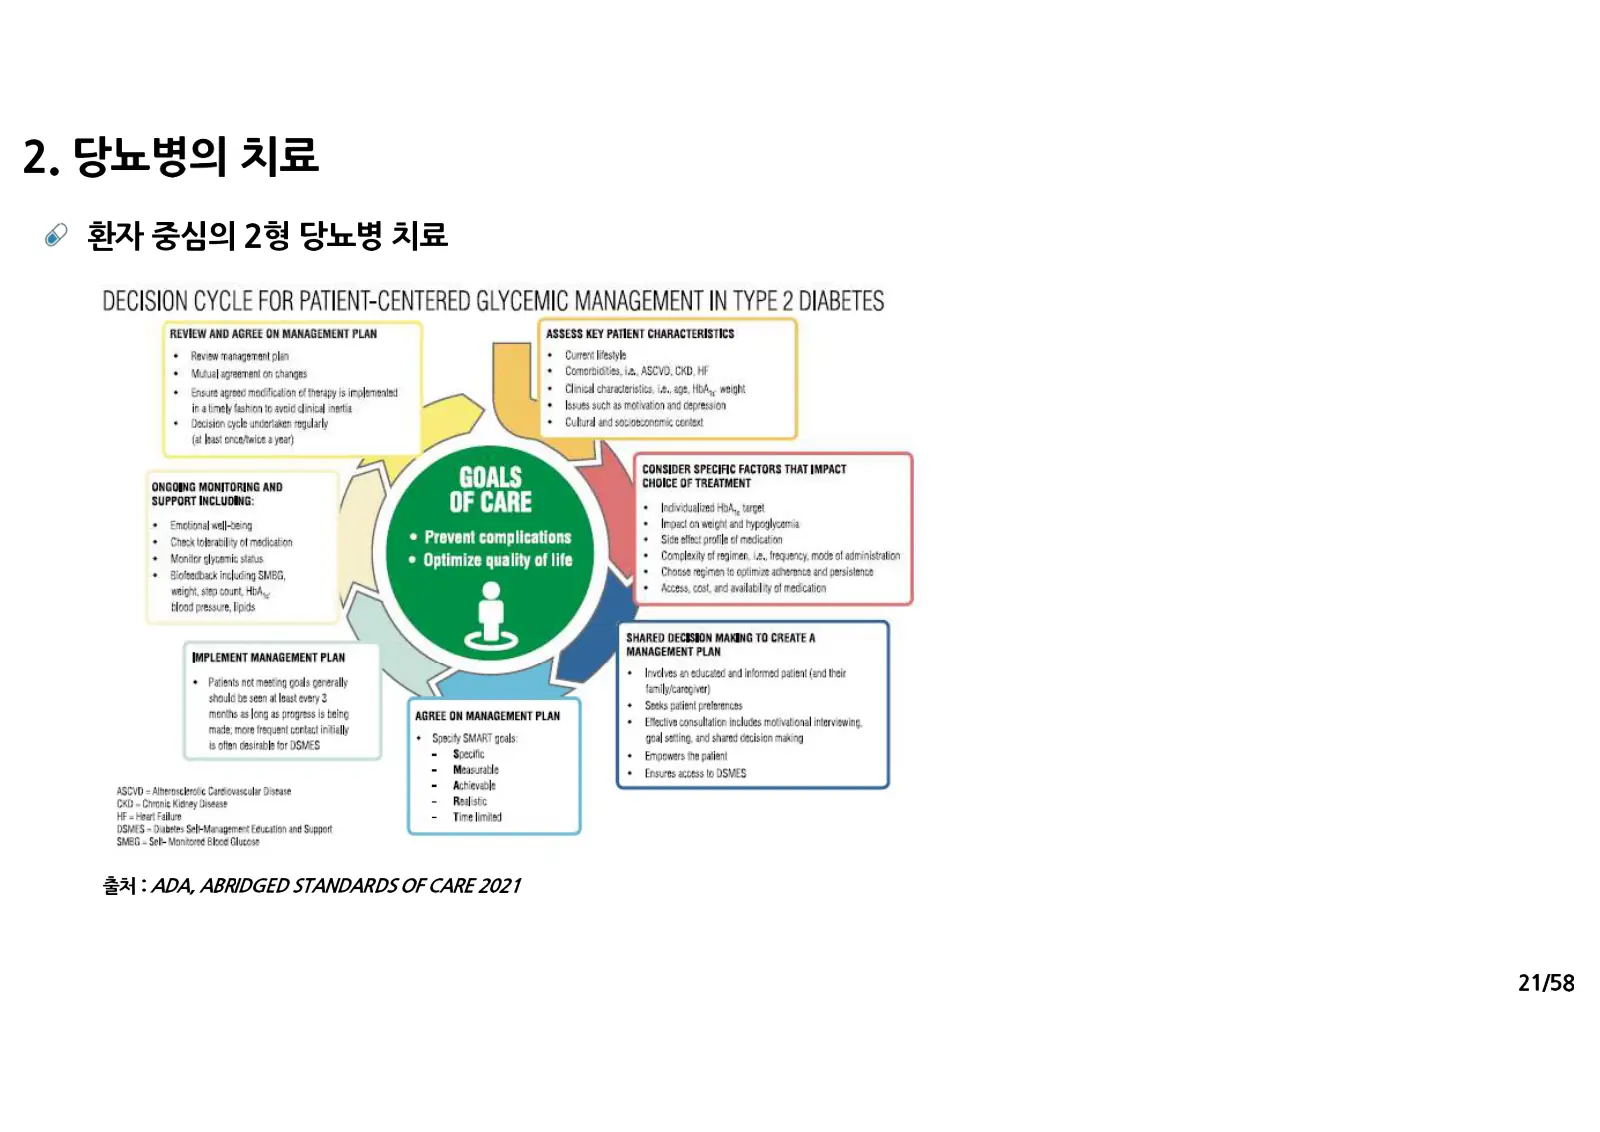 2. 당뇨병의 치료
환자 중심의 2형 당뇨병 치료
DECISION CYCLE FOR PATIENT-CENTERED GLYCEMIC MANAGEMENT IN TYPE 2 DIABETES
REVIEW AND AGREE ON MANAGEMENT PLAN
• Review management plan
• Mutual agreement on changes
• Ensure agreed modification of therapy is implemented
in a timely fashion to avoid clinical inertia
• Decision cycle undertaken regularly
(at least once/twice a year)
ASSESS KEY PATIENT CHARACTERISTICS
• Current lifestyle
• Comorbidities, i.e., ASCVD, CKD, HF
• Clinical characteristics, i.e., age, HbA1c, weight
• Issues such as motivation and depression
• Cultural and socioeconomic context
CONSIDER SPECIFIC FACTORS THAT IMPACT
CHOICE OF TREATMENT
• Individualized HbA1c target
• Impact on weight and hypoglycemia
• Side effect profile of medication
• Complexity of regimen, i.e., frequency, mode of administration
• Choose regimen to optimize adherence and persistence
• Access, cost, and availability of medication
SHARED DECISION MAKING TO CREATE A
MANAGEMENT PLAN
• Involves an educated and informed patient (and their
family/caregiver)
• Seeks patient preferences
• Effective consultation includes motivational interviewing,
goal setting, and shared decision making
• Empowers the patient
• Ensures access to DSMES
AGREE ON MANAGEMENT PLAN
• Specify SMART goals:
- Specific
- Measurable
- Achievable
- Realistic
- Time limited
IMPLEMENT MANAGEMENT PLAN
• Patients not meeting goals generally
should be seen at least every 3
months as long as progress is being
made; more frequent contact initially
is often desirable for DSMES
ONGOING MONITORING AND
SUPPORT INCLUDING:
• Emotional well-being
• Check tolerability of medication
• Monitor glycemic status
• Biofeedback including SMBG,
weight, step count, HbA1c,
blood pressure, lipids
GOALS
OF CARE
• Prevent complications
• Optimize quality of life
ASCVD = Atherosclerotic Cardiovascular Disease
CKD = Chronic Kidney Disease
HF = Heart Failure
DSMES = Diabetes Self-Management Education and Support
SMBG = Self- Monitored Blood Glucose
출처 : ADA, ABRIDGED STANDARDS OF CARE 2021
21/58